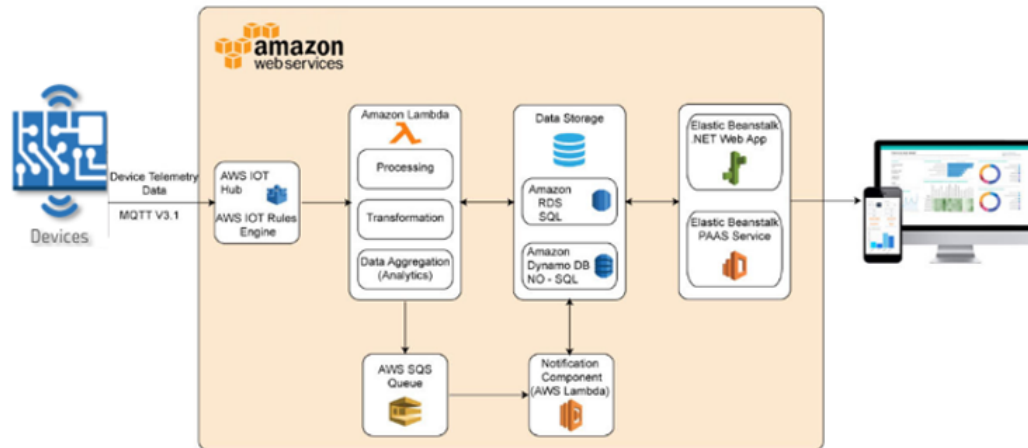 amazon
webservices
Device Telemetry
Data
MQTT V3.1
Devices
AWS IOT
Hub
AWS IOT Rules
Engine
Amazon Lambda
Processing
Transformation
Data Aggregation
(Analytics)
Data Storage
Amazon
RDS
SQL
Amazon
Dynamo DB
NO - SQL
Elastic Beanstalk
.NET Web App
Elastic Beanstalk
PAAS Service
AWS SQS
Queue
Notification
Component
(AWS Lambda)